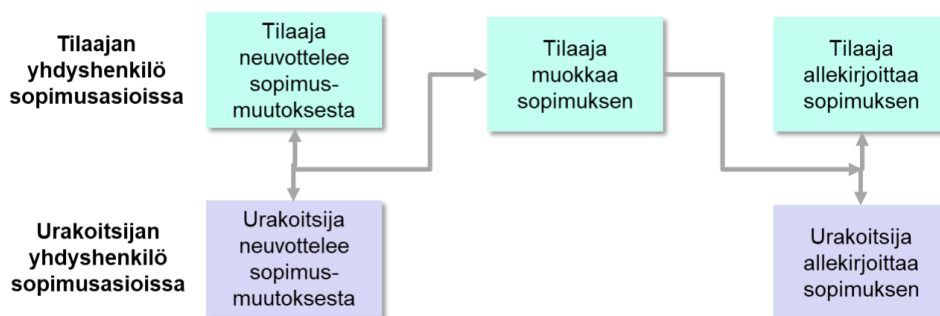 Tilaajan
yhdyshenkilö
sopimusasioissa
Tilaaja
neuvottelee
sopimus-
muutoksesta
Tilaaja
muokkaa
sopimuksen
Tilaaja
allekirjoittaa
sopimuksen
Urakoitsijan
yhdyshenkilö
sopimusasioissa
Urakoitsija
neuvottelee
sopimus-
muutoksesta
Urakoitsija
allekirjoittaa
sopimuksen